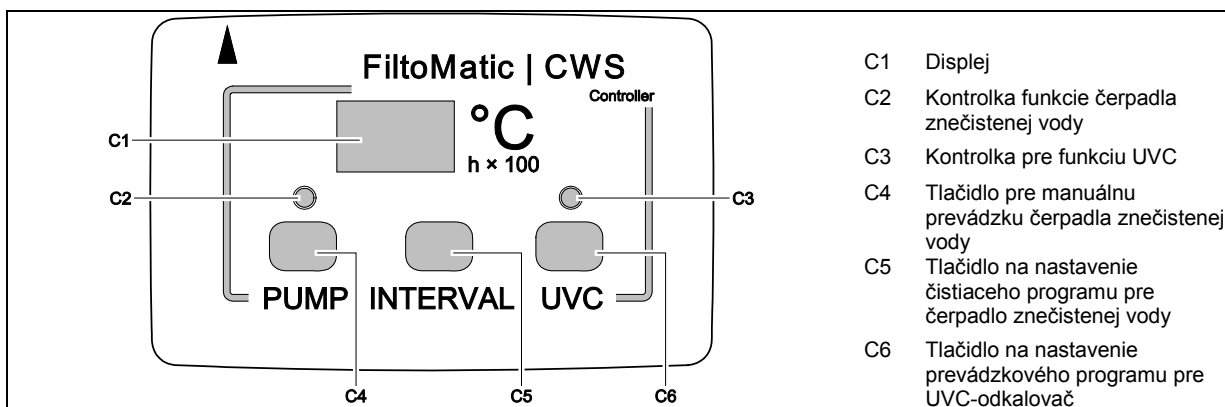 FiltoMatic | CWS
Controller
°C
h × 100
C1
C2
C3
PUMP INTERVAL UVC
C4
C5
C6
C1 Displej
C2 Kontrolka funkcie čerpadla
znečistenej vody
C3 Kontrolka pre funkciu UVC
C4 Tlačidlo pre manuálnu
prevádzku čerpadla znečistenej
vody
C5 Tlačidlo na nastavenie
čistiaceho programu pre
čerpadlo znečistenej vody
C6 Tlačidlo na nastavenie
prevádzkového programu pre
UVC-odkalovač